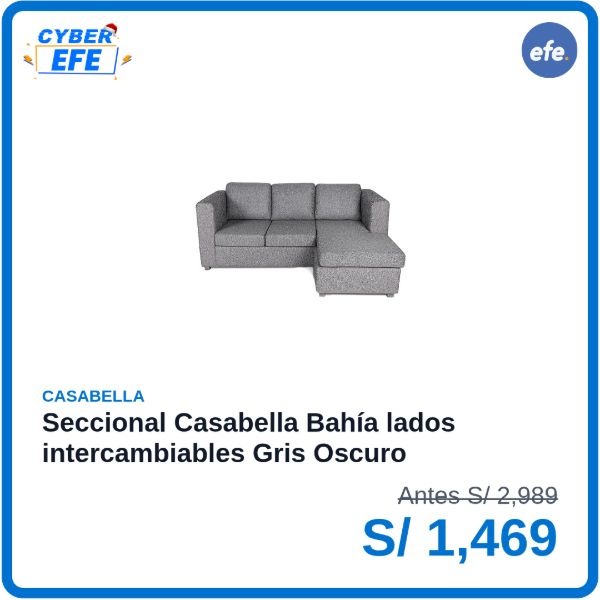 CYBER
EFE
efe.
CASABELLA
Seccional Casabella Bahía lados
intercambiables Gris Oscuro
Antes S/ 2,989
S/ 1,469